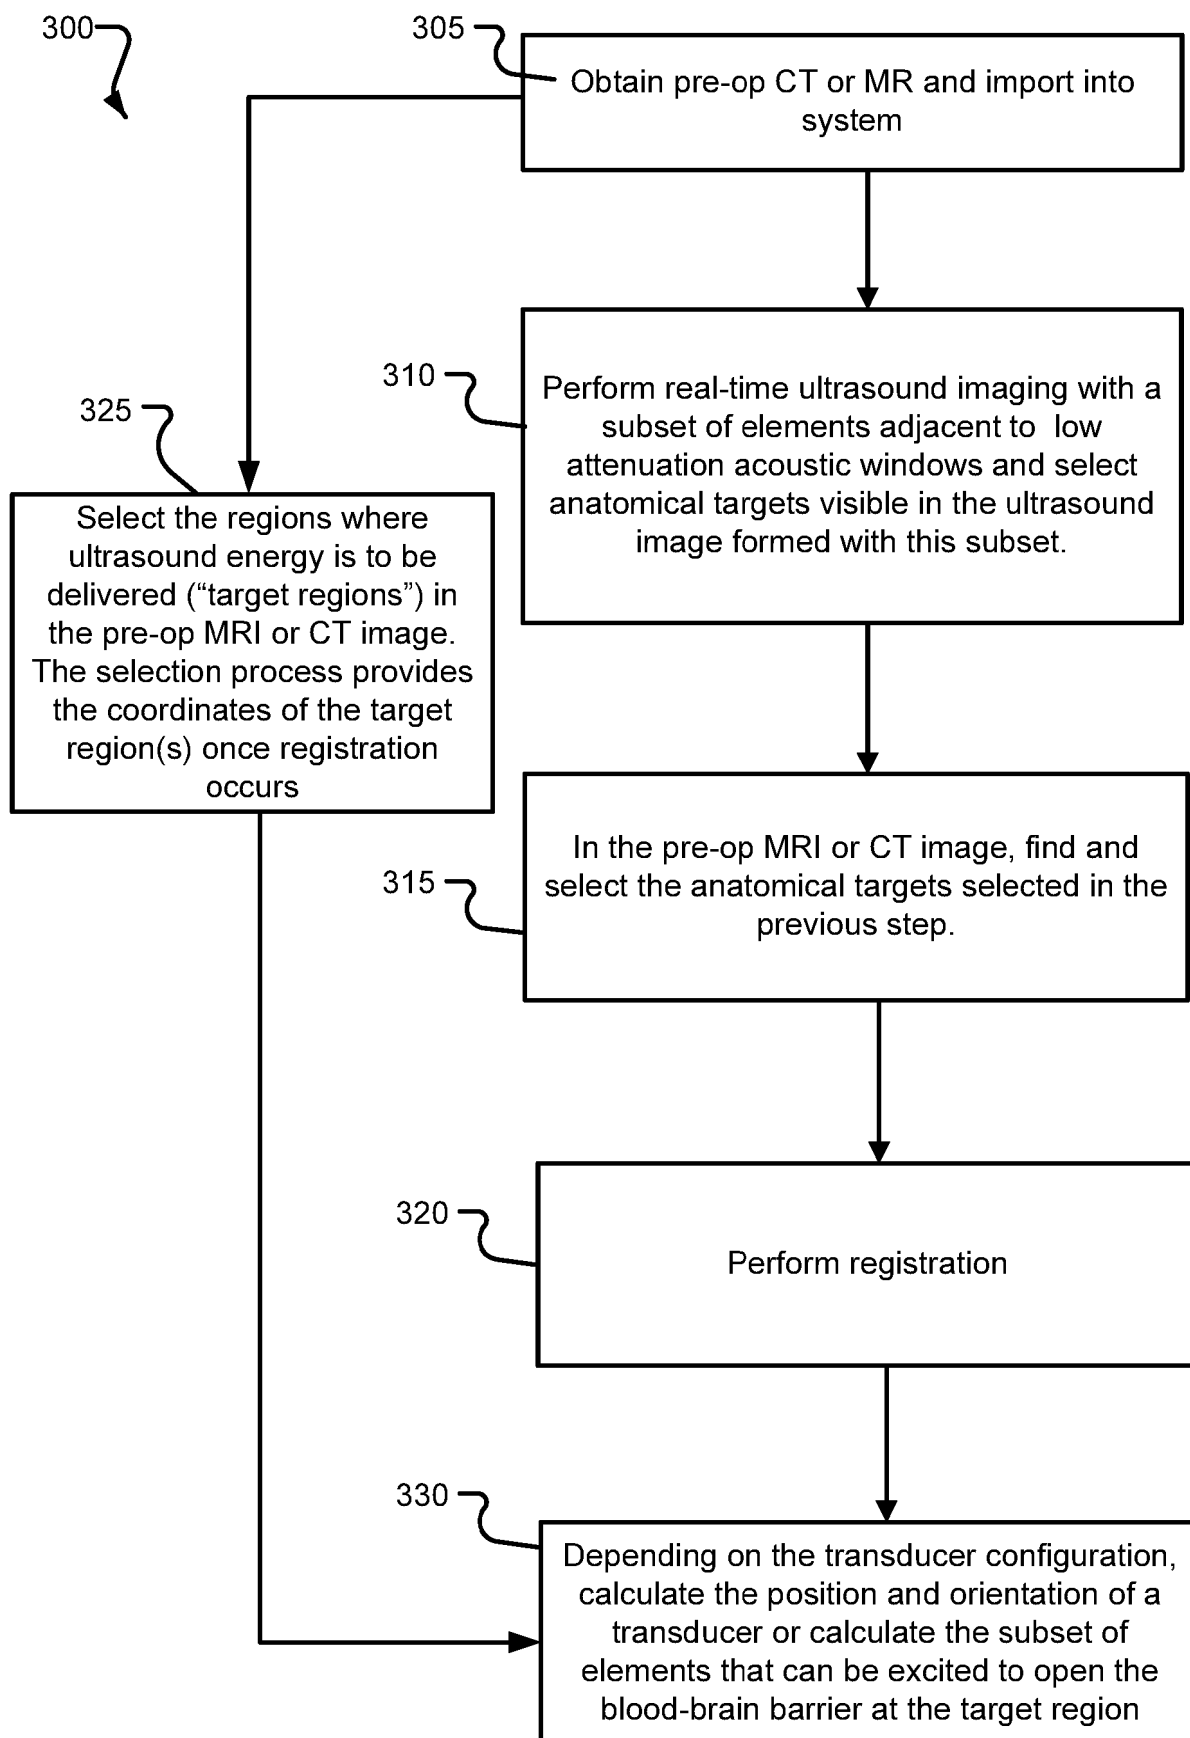 300
305
Obtain pre-op CT or MR and import into
system
310
Perform real-time ultrasound imaging with a
subset of elements adjacent to  low
attenuation acoustic windows and select
anatomical targets visible in the ultrasound
image formed with this subset.
325
Select the regions where
ultrasound energy is to be
delivered (“target regions”) in
the pre-op MRI or CT image.
The selection process provides
the coordinates of the target
region(s) once registration
occurs
315
In the pre-op MRI or CT image, find and
select the anatomical targets selected in the
previous step.
320
Perform registration
330
Depending on the transducer configuration,
calculate the position and orientation of a
transducer or calculate the subset of
elements that can be excited to open the
blood-brain barrier at the target region